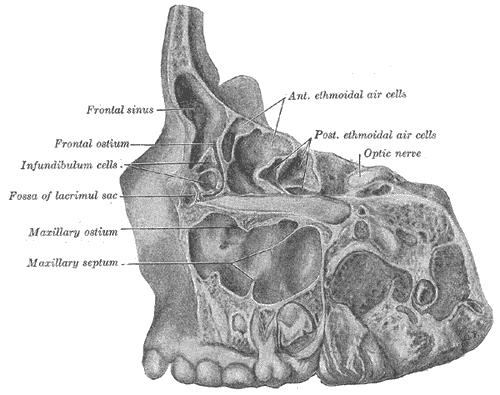 Frontal sinus
Ant. ethmoidal air cells
Frontal ostium
Post. ethmoidal air cells
Infundibulum cells
Optic nerve
Fossa of lacrimul sac
Maxillary ostium
Maxillary septum